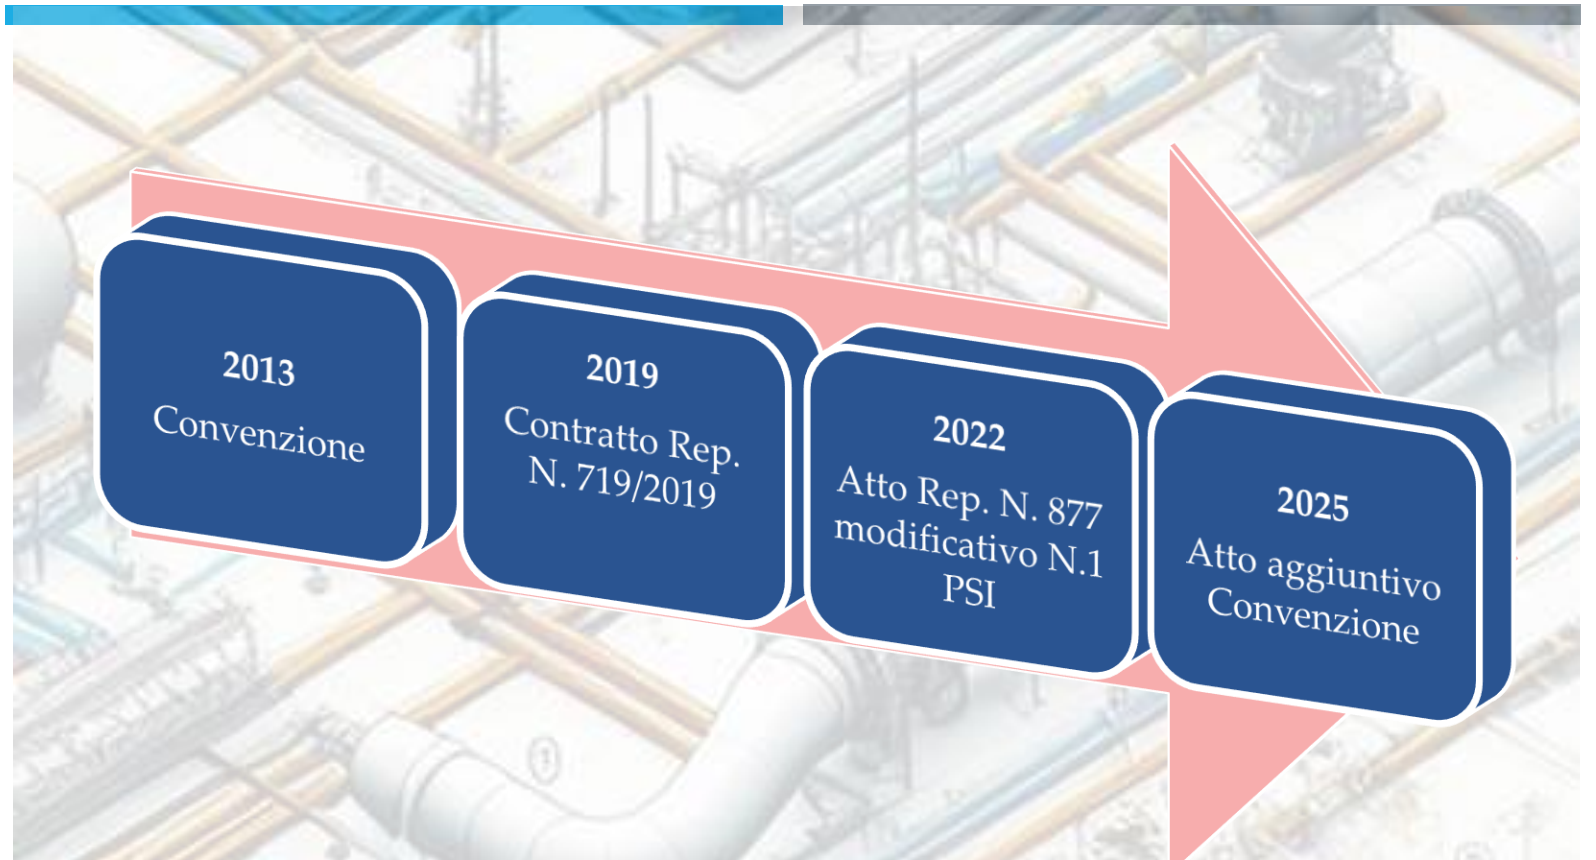 2013
Convenzione
2019
Contratto Rep.
N. 719/2019
2022
Atto Rep. N. 877
modificativo N.1
PSI
2025
Atto aggiuntivo
Convenzione